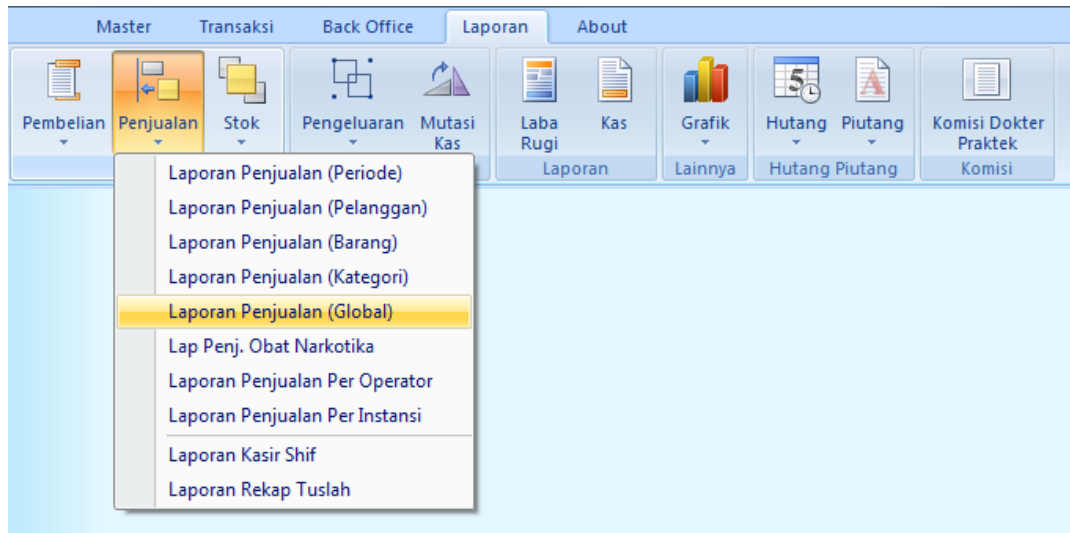 Master Transaksi Back Office Laporan About
Pembelian Penjualan Stok Pengeluaran Mutasi Kas Laba Rugi Kas Grafik Hutang Piutang Komisi Dokter Praktek
Laporan Lainnya Hutang Piutang Komisi
Laporan Penjualan (Periode)
Laporan Penjualan (Pelanggan)
Laporan Penjualan (Barang)
Laporan Penjualan (Kategori)
Laporan Penjualan (Global)
Lap Penj. Obat Narkotika
Laporan Penjualan Per Operator
Laporan Penjualan Per Instansi
Laporan Kasir Shif
Laporan Rekap Tuslah